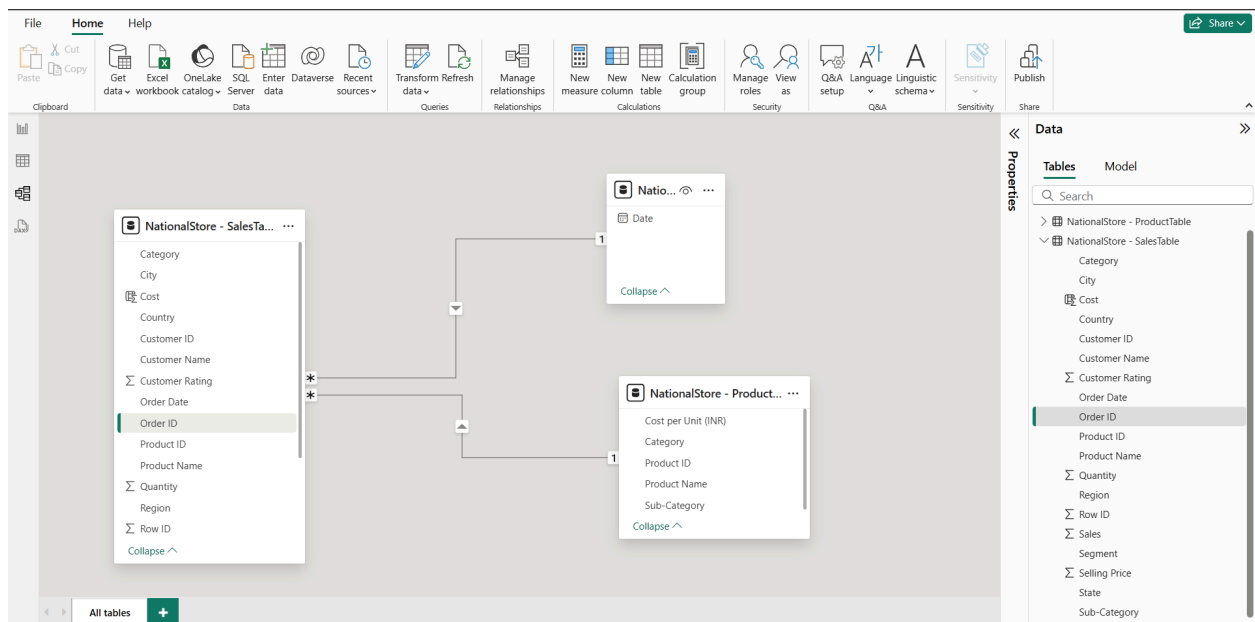 File Home Help
Share
Paste
Cut
Copy
Get data
Excel workbook
OneLake catalog
SQL Server
Enter data
Dataverse
Recent sources
Transform data
Refresh
Manage relationships
New measure
New column
New table
Calculation group
Manage roles
View as
Q&A setup
Language
Linguistic schema
Sensitivity
Publish
Clipboard Data Queries Relationships Calculations Security Q&A Sensitivity Share
DAX
NationalStore - SalesTa... ...
Category
City
Cost
Country
Customer ID
Customer Name
∑ Customer Rating
Order Date
Order ID
Product ID
Product Name
∑ Quantity
Region
∑ Row ID
Collapse
*
*
1
1
Natio... ...
Date
Collapse
NationalStore - Product... ...
Cost per Unit (INR)
Category
Product ID
Product Name
Sub-Category
Collapse
All tables
+
Properties
Data
Tables Model
Search
NationalStore - ProductTable
NationalStore - SalesTable
Category
City
Cost
Country
Customer ID
Customer Name
∑ Customer Rating
Order Date
Order ID
Product ID
Product Name
∑ Quantity
Region
∑ Row ID
∑ Sales
Segment
∑ Selling Price
State
Sub-Category